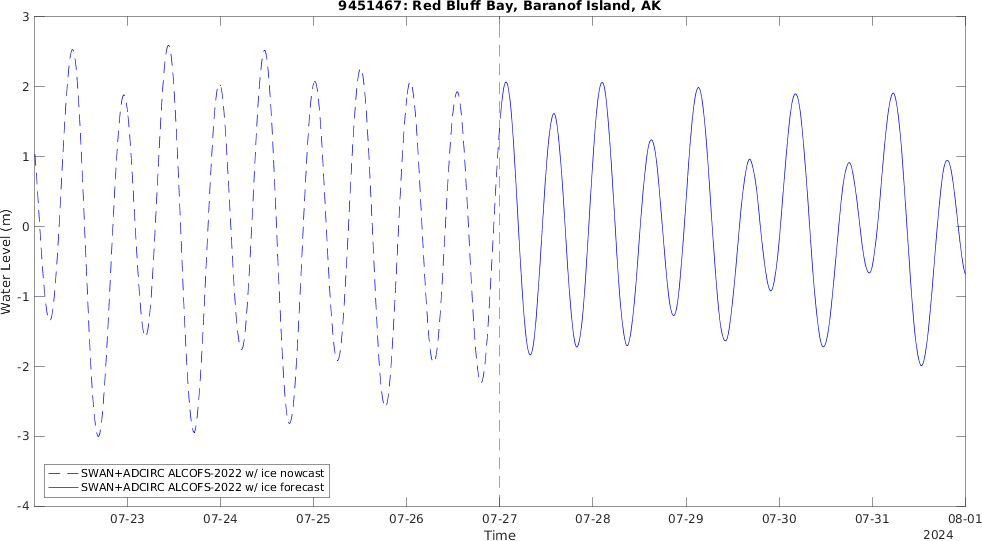 9451467: Red Bluff Bay, Baranof Island, AK
3
2
1
0
-1
-2
-3
-4
Water Level (m)
SWAN+ADCIRC ALCOFS-2022 w/ ice nowcast
SWAN+ADCIRC ALCOFS-2022 w/ ice forecast
07-23 07-24 07-25 07-26 07-27 07-28 07-29 07-30 07-31 08-01
Time
2024